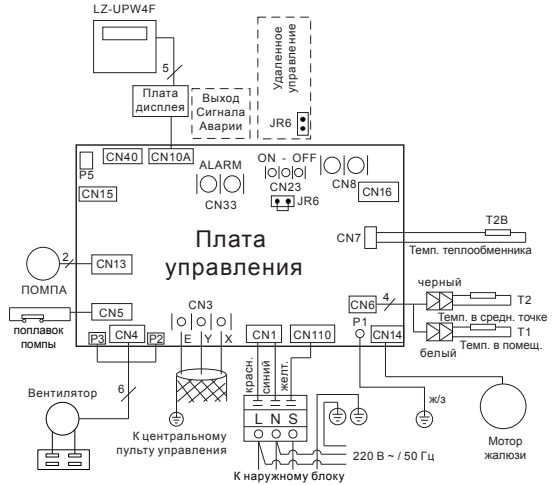 LZ-UPW4F
5
Плата
дисплея
Выход
Сигнала
Аварии
Удаленное
управление
JR6
P5
CN40
CN10A
ALARM
CN33
ON - OFF
CN23
JR6
CN8
CN16
CN15
Плата
управления
CN7
T2B
Темп. теплообменника
2
CN13
ПОМПА
CN5
поплавок
помпы
P3
CN4
P2
CN3
E
Y
X
CN1
CN110
CN6
4
P1
CN14
черный
T2
Темп. в средн. точке
T1
Темп. в помещ.
белый
6
Вентилятор
К центральному
пульту управления
красн.
синий
желт.
L N S
ж/з
Мотор
жалюзи
220 В ~ / 50 Гц
К наружному блоку